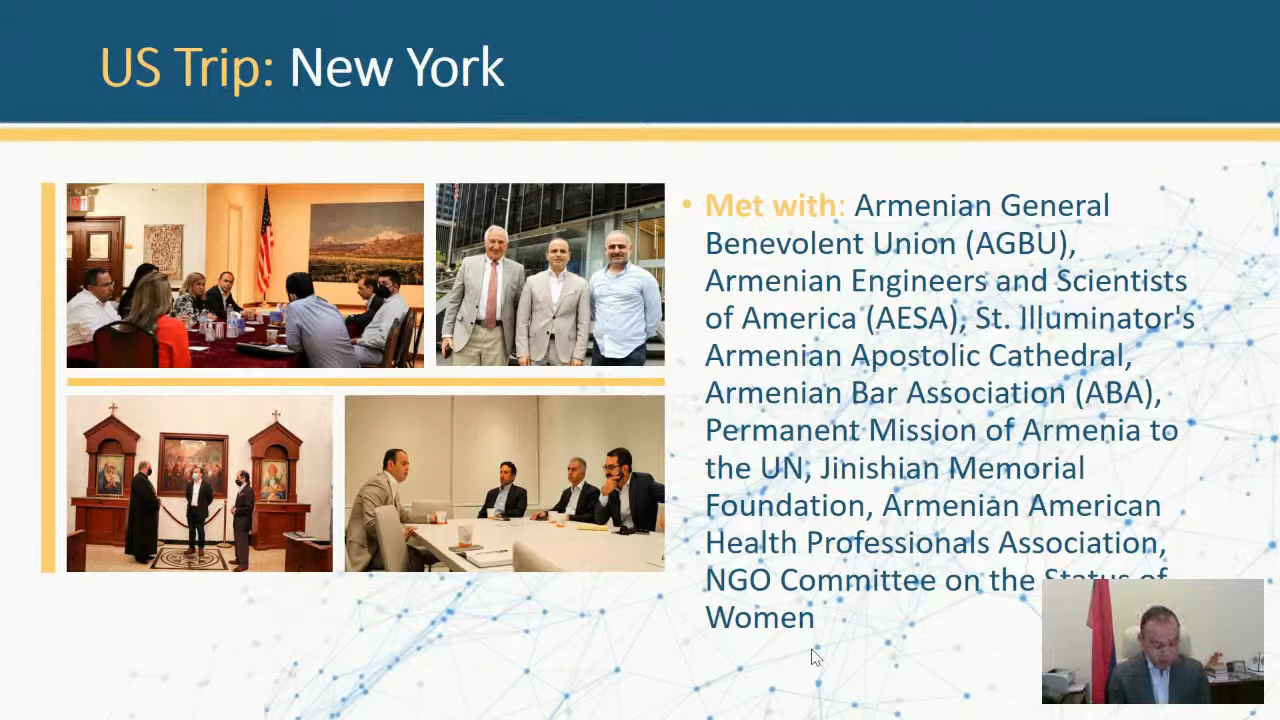 US Trip: New York
• Met with: Armenian General
Benevolent Union (AGBU),
Armenian Engineers and Scientists
of America (AESA), St. Illuminator's
Armenian Apostolic Cathedral,
Armenian Bar Association (ABA),
Permanent Mission of Armenia to
the UN, Jinishian Memorial
Foundation, Armenian American
Health Professionals Association,
NGO Committee on the Status of
Women